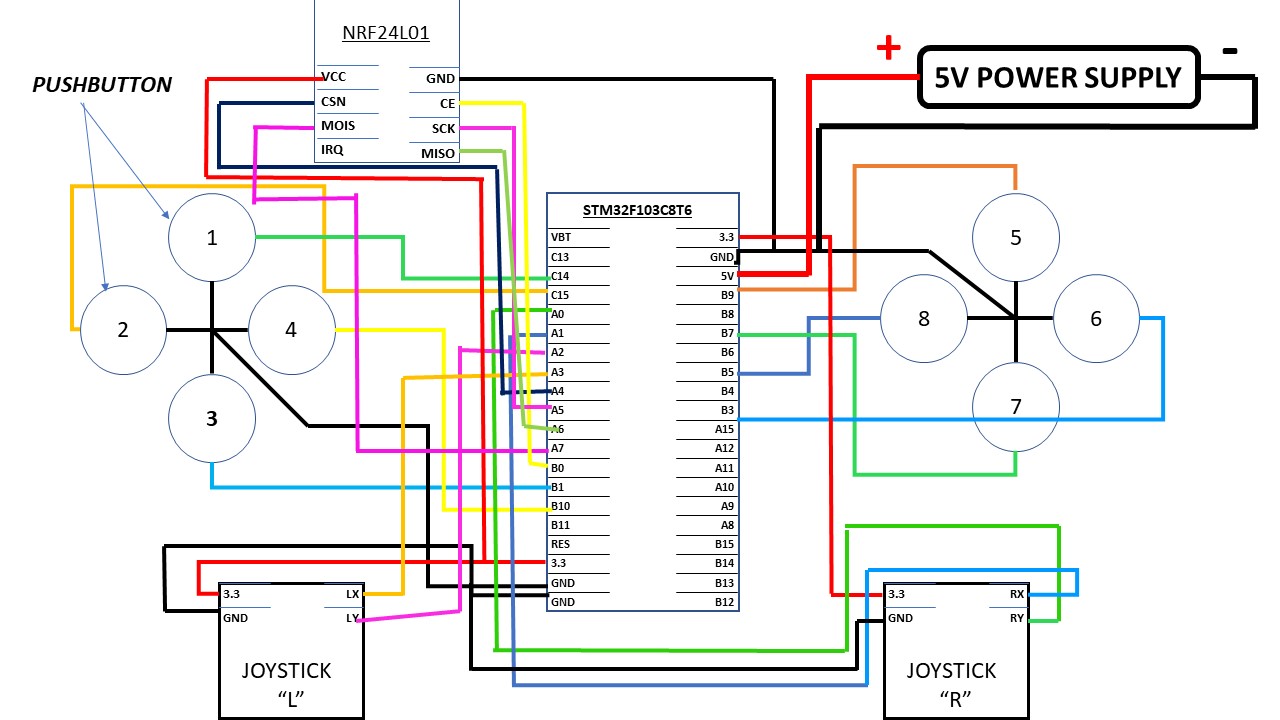 NRF24L01
VCC
GND
CSN
CE
MOIS
SCK
IRQ
MISO
+
5V POWER SUPPLY
-
PUSHBUTTON
1
2
4
3
STM32F103C8T6
VBT
C13
C14
C15
A0
A1
A2
A3
A4
A5
A6
A7
B0
B1
B10
B11
RES
3.3
GND
GND
3.3
GND
5V
B9
B8
B7
B6
B5
B4
B3
A15
A12
A11
A10
A9
A8
B15
B14
B13
B12
5
8
6
7
3.3
LX
GND
LY
JOYSTICK
“L”
3.3
RX
GND
RY
JOYSTICK
“R”